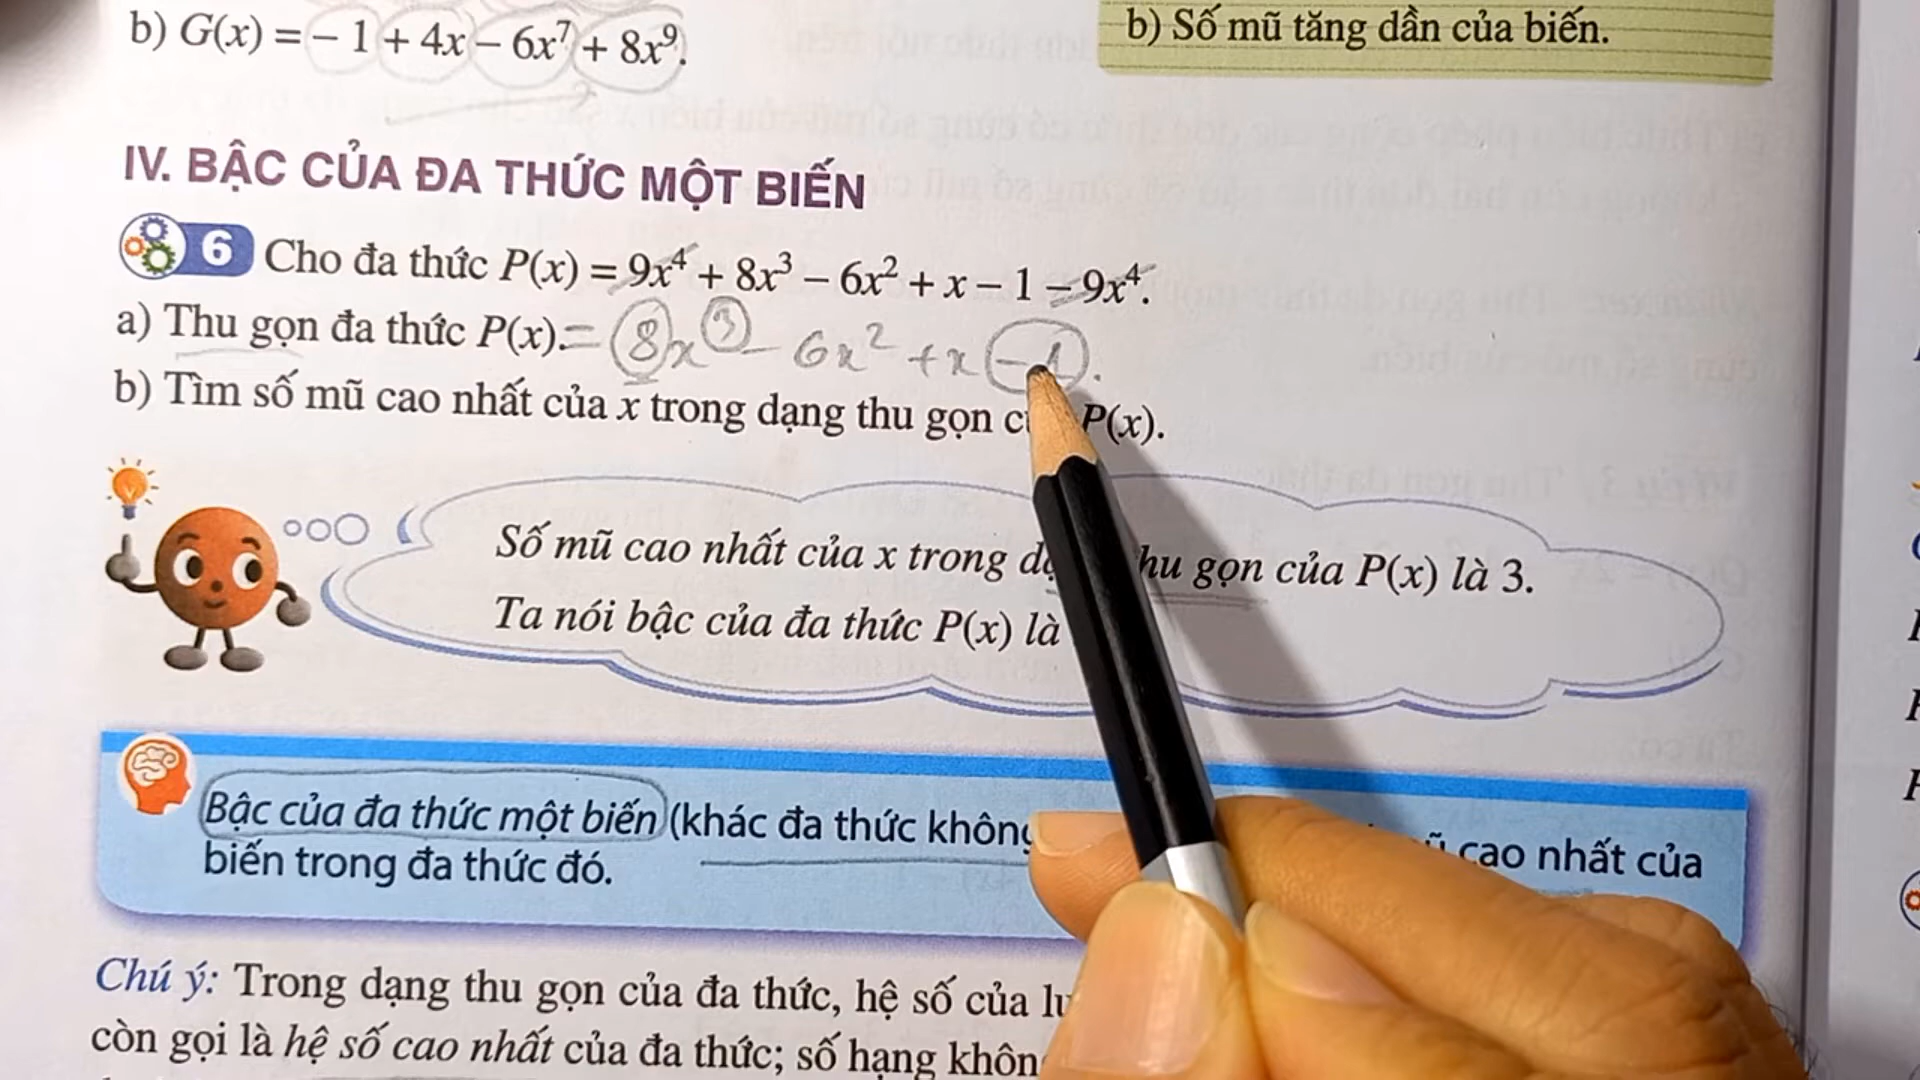 b) G(x) = – 1 + 4x – 6x⁷ + 8x⁹.
b) Số mũ tăng dần của biến.
IV. BẬC CỦA ĐA THỨC MỘT BIẾN
6 Cho đa thức P(x) = 9x⁴ + 8x³ – 6x² + x – 1 – 9x⁴.
a) Thu gọn đa thức P(x). = 8x³ – 6x² + x – 1.
b) Tìm số mũ cao nhất của x trong dạng thu gọn P(x).
Số mũ cao nhất của x trong thu gọn của P(x) là 3.
Ta nói bậc của đa thức P(x) là
Bậc của đa thức một biến (khác đa thức không cao nhất của
biến trong đa thức đó.
Chú ý: Trong dạng thu gọn của đa thức, hệ số của
còn gọi là hệ số cao nhất của đa thức; số hạng